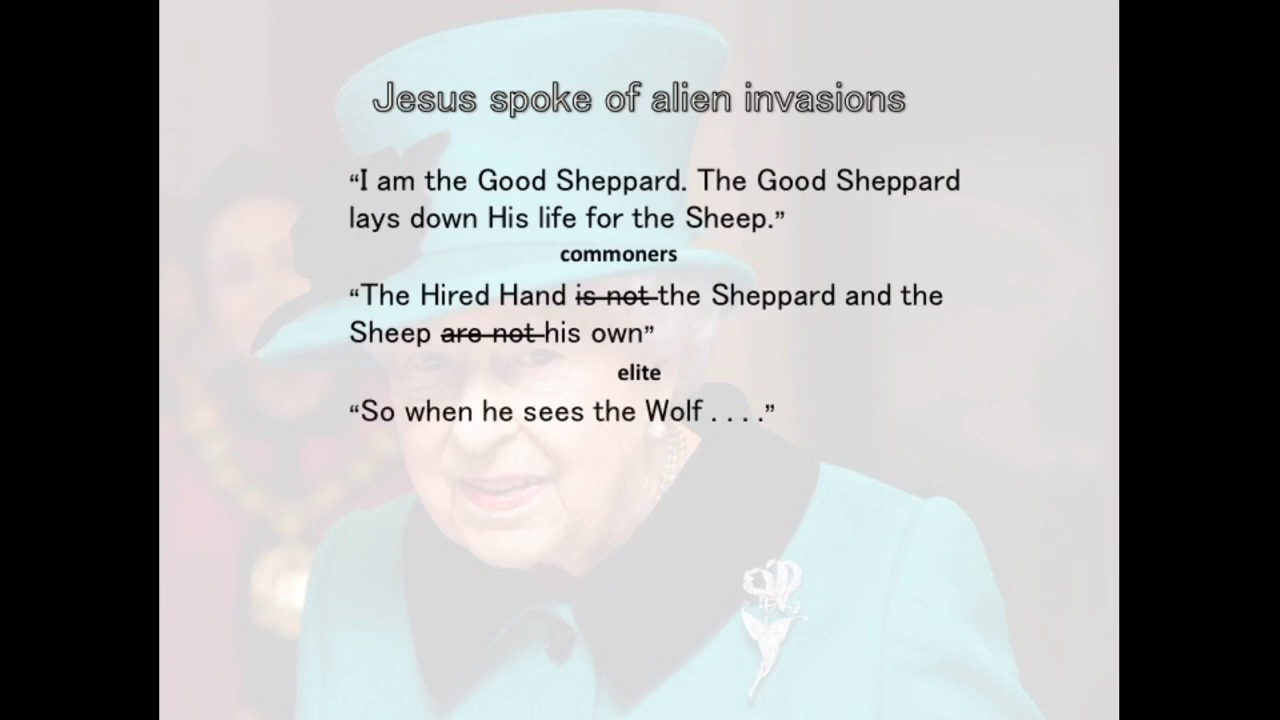 Jesus spoke of alien invasions
“I am the Good Sheppard. The Good Sheppard
lays down His life for the Sheep.”
commoners
“The Hired Hand is not the Sheppard and the
Sheep are not his own”
elite
“So when he sees the Wolf . . . .”